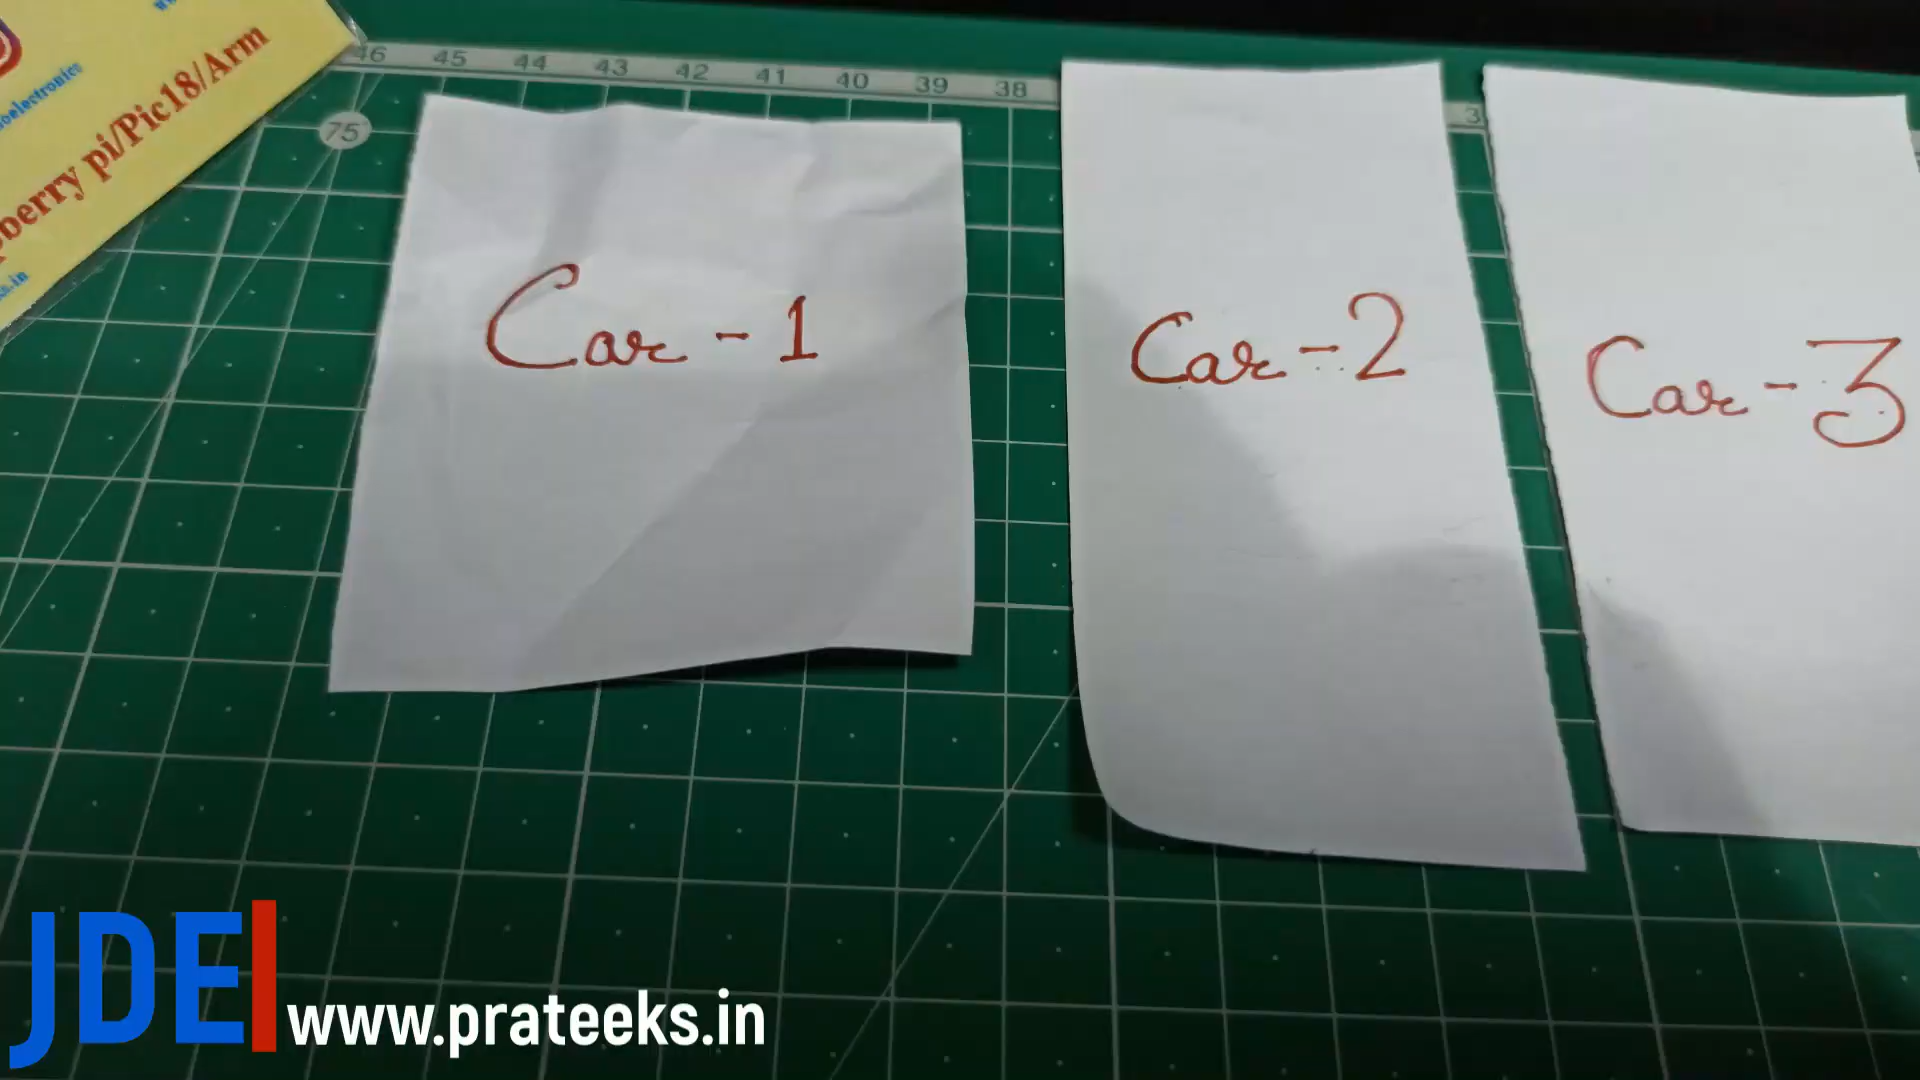 46 45 44 43 42 41 40 39 38
75
pi/Pic18/Arm
Car - 1
Car - 2
Car - 3
JDE
www.prateeks.in